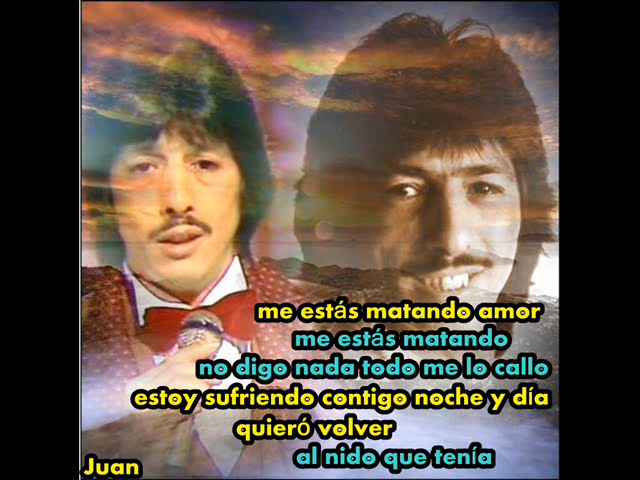 me estás matando amor
me estás matando
no digo nada todo me lo callo
estoy sufriendo contigo noche y día
quieró volver
al nido que tenía
Juan